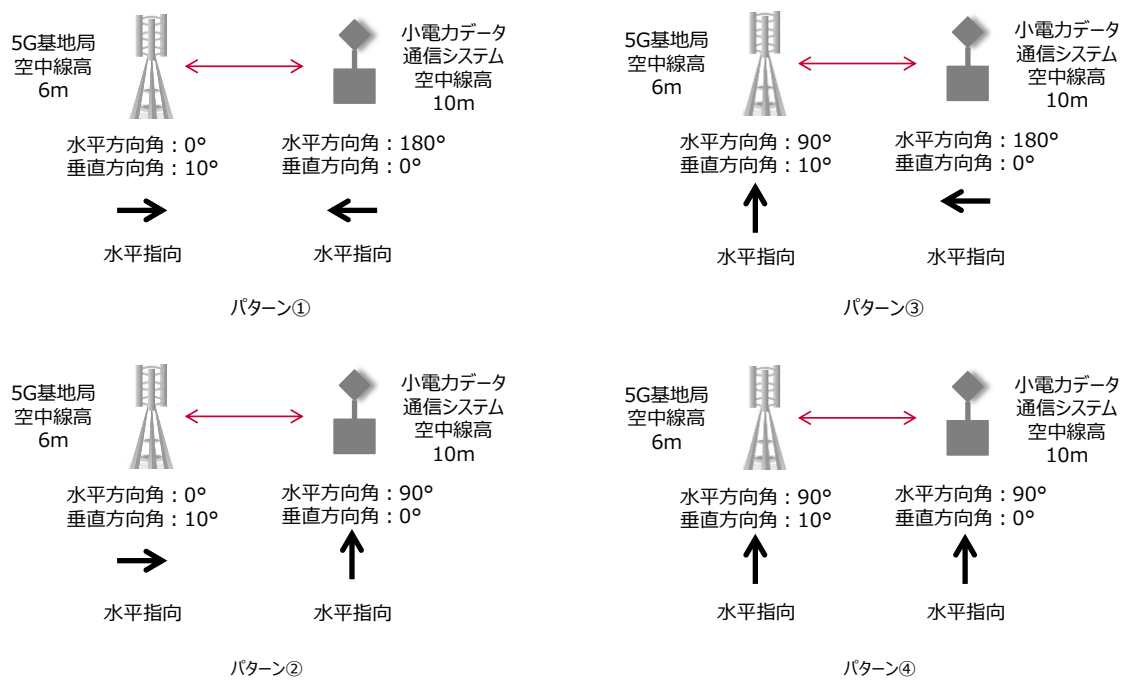 5G基地局
空中線高
6m
小電力データ
通信システム
空中線高
10m
水平方向角：0°
垂直方向角：10°
水平方向角：180°
垂直方向角：0°
水平指向
水平指向
パターン①
5G基地局
空中線高
6m
小電力データ
通信システム
空中線高
10m
水平方向角：90°
垂直方向角：10°
水平方向角：180°
垂直方向角：0°
水平指向
水平指向
パターン③
5G基地局
空中線高
6m
小電力データ
通信システム
空中線高
10m
水平方向角：0°
垂直方向角：10°
水平方向角：90°
垂直方向角：0°
水平指向
水平指向
パターン②
5G基地局
空中線高
6m
小電力データ
通信システム
空中線高
10m
水平方向角：90°
垂直方向角：10°
水平方向角：90°
垂直方向角：0°
水平指向
水平指向
パターン④